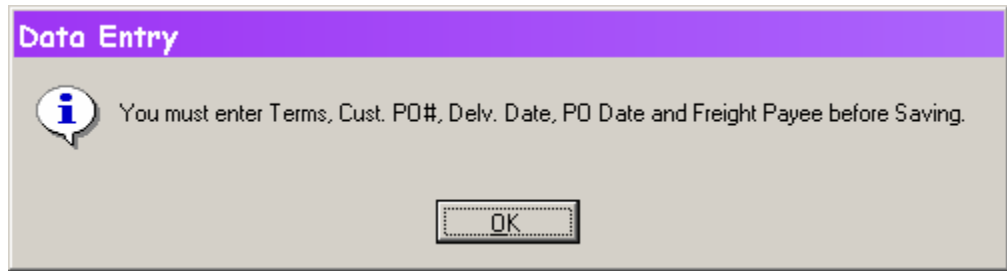 Data Entry
You must enter Terms, Cust. PO#, Delv. Date, PO Date and Freight Payee before Saving.
OK